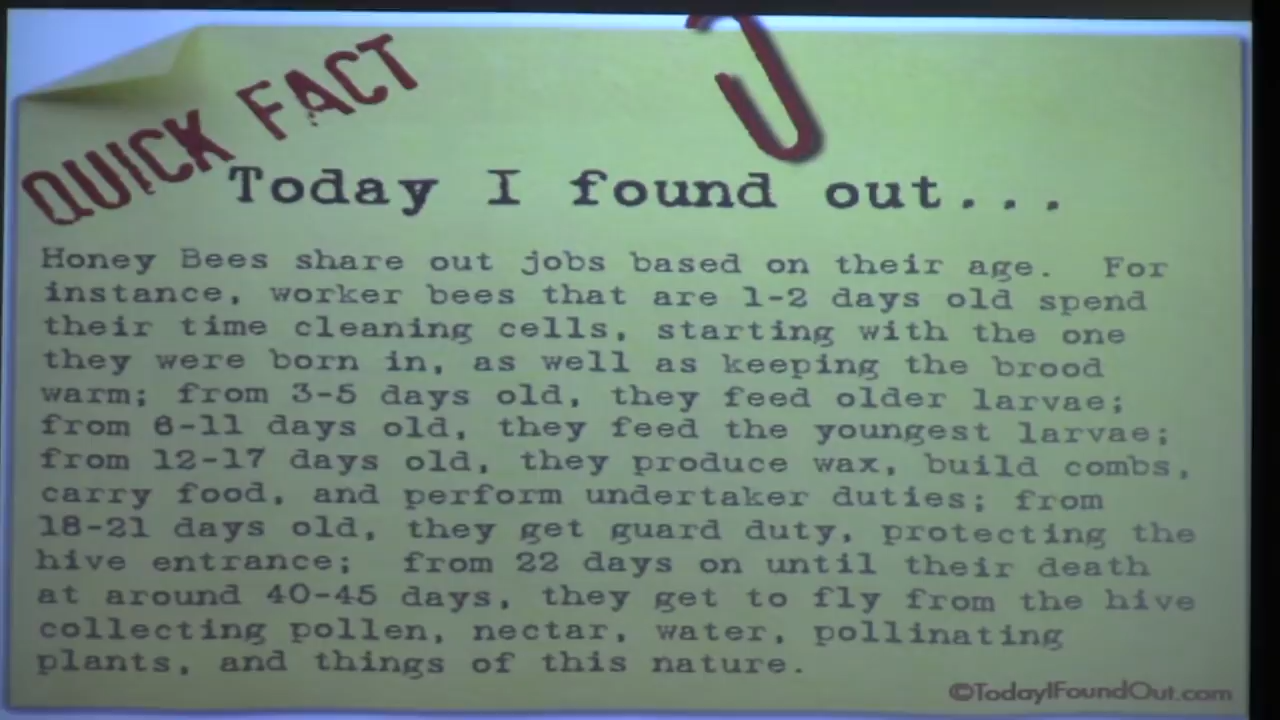 QUICK FACT
Today I found out...
Honey Bees share out jobs based on their age. For
instance, worker bees that are 1-2 days old spend
their time cleaning cells, starting with the one
they were born in, as well as keeping the brood
warm; from 3-5 days old, they feed older larvae;
from 6-11 days old, they feed the youngest larvae;
from 12-17 days old, they produce wax, build combs,
carry food, and perform undertaker duties; from
18-21 days old, they get guard duty, protecting the
hive entrance; from 22 days on until their death
at around 40-45 days, they get to fly from the hive
collecting pollen, nectar, water, pollinating
plants, and things of this nature.
©TodayIFoundOut.com